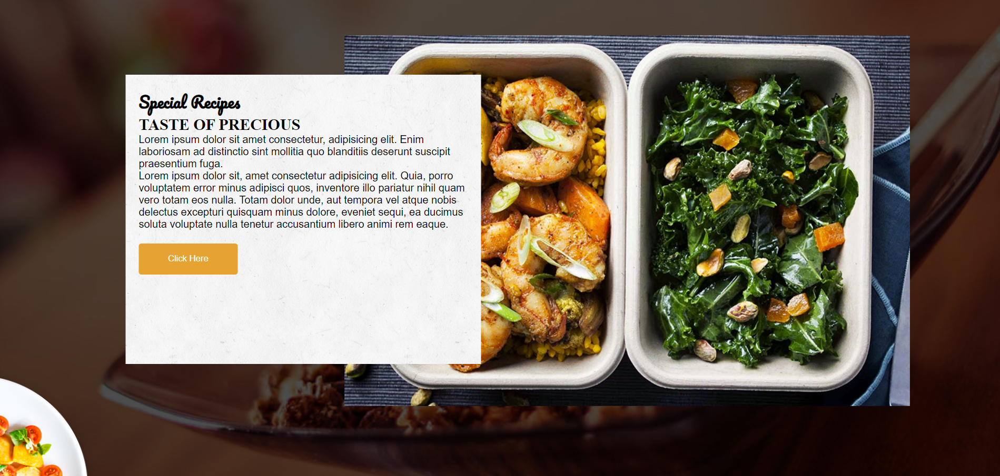 Special Recipes
TASTE OF PRECIOUS
Lorem ipsum dolor sit amet consectetur, adipisicing elit. Enim
laboriosam ad distinctio sint mollitia quo blanditiis deserunt suscipit
praesentium fuga.
Lorem ipsum dolor sit, amet consectetur adipisicing elit. Quia, porro
voluptatem error minus adipisci quos, inventore illo pariatur nihil quam
vero totam eos nulla. Totam dolor unde, aut tempora vel atque nobis
delectus excepturi quisquam minus dolore, eveniet sequi, ea ducimus
soluta voluptate nulla tenetur accusantium libero animi rem eaque.
Click Here